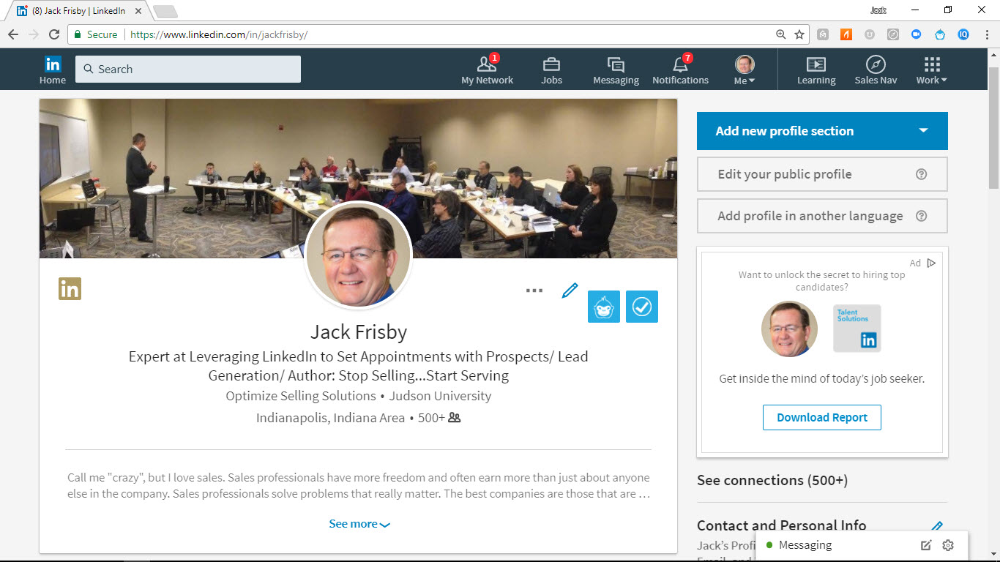 (8) Jack Frisby | LinkedIn
Jack
Secure
https://www.linkedin.com/in/jackfrisby/
in
Home
Search
1
My Network
Jobs
Messaging
7
Notifications
Me
Learning
Sales Nav
Work
in
Jack Frisby
Expert at Leveraging LinkedIn to Set Appointments with Prospects/ Lead
Generation/ Author: Stop Selling...Start Serving
Optimize Selling Solutions • Judson University
Indianapolis, Indiana Area • 500+
Call me "crazy", but I love sales. Sales professionals have more freedom and often earn more than just about anyone
else in the company. Sales professionals solve problems that really matter. The best companies are those that are …
See more
Add new profile section
Edit your public profile
Add profile in another language
Ad
Want to unlock the secret to hiring top
candidates?
Talent
Solutions
in
Get inside the mind of today’s job seeker.
Download Report
See connections (500+)
Contact and Personal Info
Jack’s Profi
Messaging